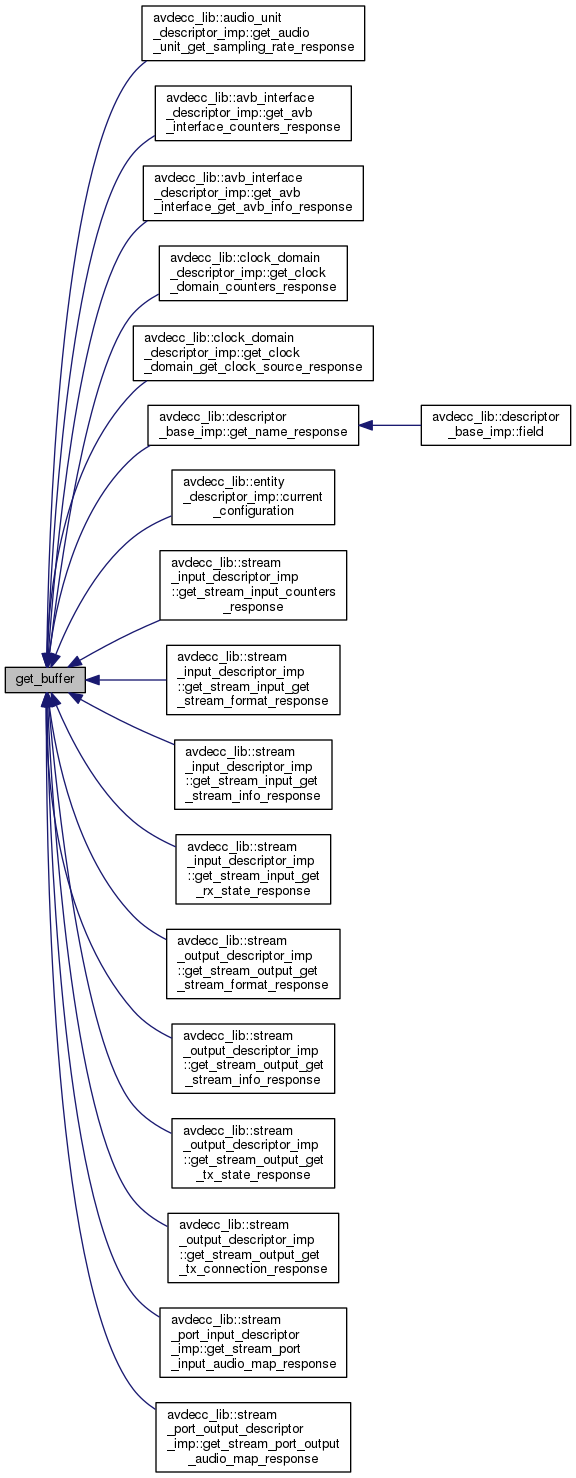 avdecc_lib::audio_unit
_descriptor_imp::get_audio
_unit_get_sampling_rate_response
avdecc_lib::avb_interface
_descriptor_imp::get_avb
_interface_counters_response
avdecc_lib::avb_interface
_descriptor_imp::get_avb
_interface_get_avb_info_response
avdecc_lib::clock_domain
_descriptor_imp::get_clock
_domain_counters_response
avdecc_lib::clock_domain
_descriptor_imp::get_clock
_domain_get_clock_source_response
avdecc_lib::descriptor
_base_imp::get_name_response
avdecc_lib::descriptor
_base_imp::field
avdecc_lib::entity
_descriptor_imp::current
_configuration
avdecc_lib::stream
_input_descriptor_imp
::get_stream_input_counters
_response
get_buffer
avdecc_lib::stream
_input_descriptor_imp
::get_stream_input_get
_stream_format_response
avdecc_lib::stream
_input_descriptor_imp
::get_stream_input_get
_stream_info_response
avdecc_lib::stream
_input_descriptor_imp
::get_stream_input_get
_rx_state_response
avdecc_lib::stream
_output_descriptor_imp
::get_stream_output_get
_stream_format_response
avdecc_lib::stream
_output_descriptor_imp
::get_stream_output_get
_stream_info_response
avdecc_lib::stream
_output_descriptor_imp
::get_stream_output_get
_tx_state_response
avdecc_lib::stream
_output_descriptor_imp
::get_stream_output_get
_tx_connection_response
avdecc_lib::stream
_port_input_descriptor
_imp::get_stream_port
_input_audio_map_response
avdecc_lib::stream
_port_output_descriptor
_imp::get_stream_port_output
_audio_map_response